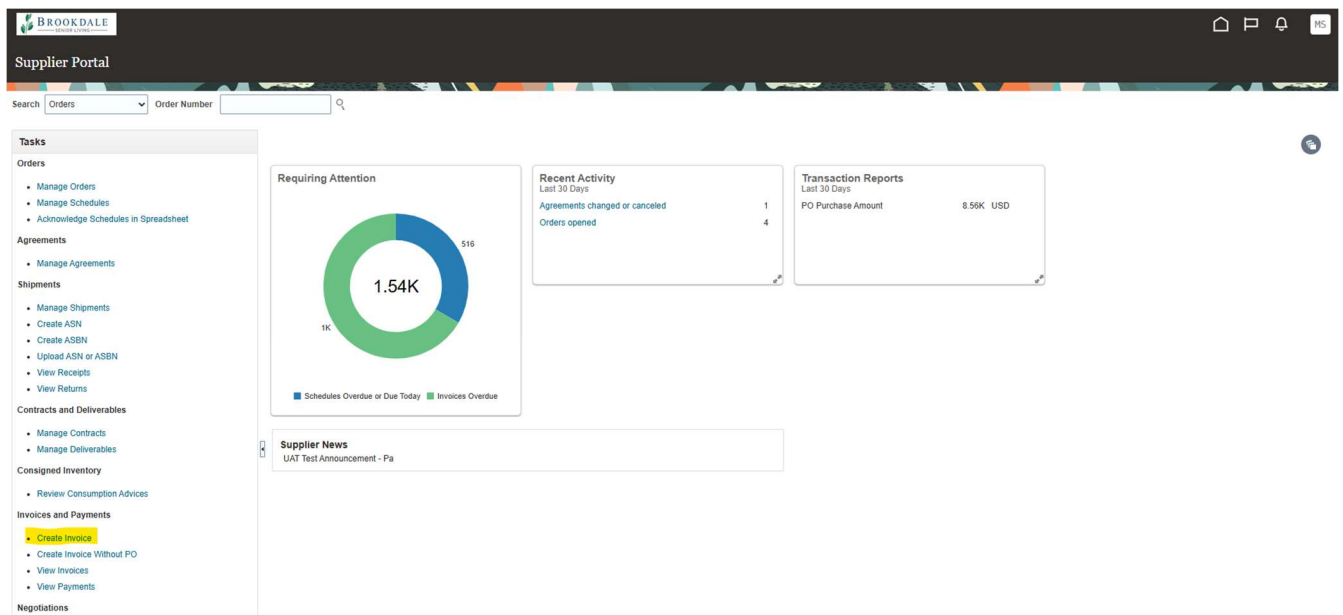 BROOKDALE
SENIOR LIVING
MS
Supplier Portal
Search Orders Order Number
Tasks
Orders
Manage Orders
Manage Schedules
Acknowledge Schedules in Spreadsheet
Agreements
Manage Agreements
Shipments
Manage Shipments
Create ASN
Create ASBN
Upload ASN or ASBN
View Receipts
View Returns
Contracts and Deliverables
Manage Contracts
Manage Deliverables
Consigned Inventory
Review Consumption Advices
Invoices and Payments
Create Invoice
Create Invoice Without PO
View Invoices
View Payments
Negotiations
Requiring Attention
516
1.54K
1K
Schedules Overdue or Due Today Invoices Overdue
Recent Activity
Last 30 Days
Agreements changed or canceled 1
Orders opened 4
Transaction Reports
Last 30 Days
PO Purchase Amount 8.56K USD
Supplier News
UAT Test Announcement - Pa